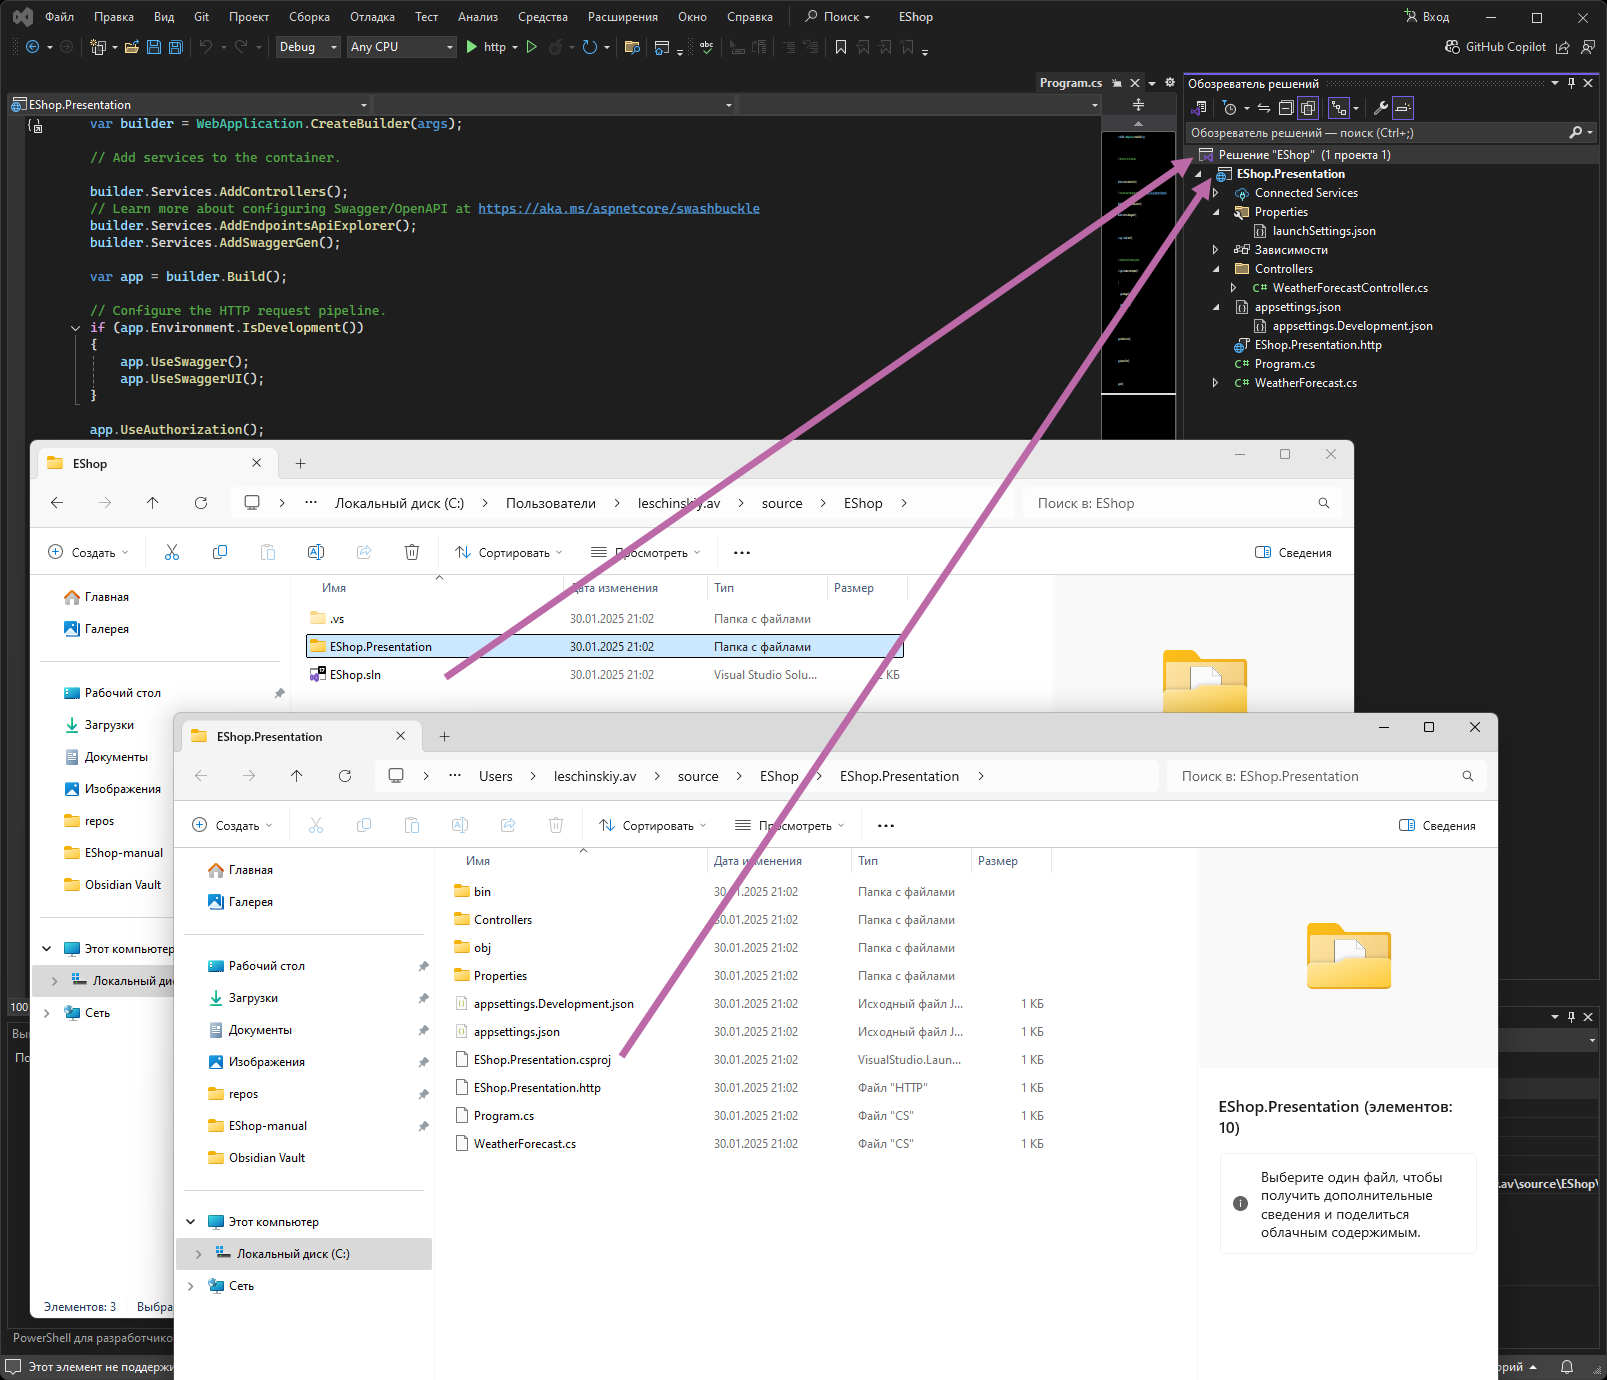 Файл Правка Вид Git Проект Сборка Отладка Тест Анализ Средства Расширения Окно Справка Поиск EShop Вход
Debug Any CPU http GitHub Copilot
Program.cs
EShop.Presentation
var builder = WebApplication.CreateBuilder(args);
// Add services to the container.
builder.Services.AddControllers();
// Learn more about configuring Swagger/OpenAPI at https://aka.ms/aspnetcore/swashbuckle
builder.Services.AddEndpointsApiExplorer();
builder.Services.AddSwaggerGen();
var app = builder.Build();
// Configure the HTTP request pipeline.
if (app.Environment.IsDevelopment())
{
app.UseSwagger();
app.UseSwaggerUI();
}
app.UseAuthorization();
Обозреватель решений
Обозреватель решений — поиск (Ctrl+;)
Решение "EShop" (1 проекта 1)
EShop.Presentation
Connected Services
Properties
launchSettings.json
Зависимости
Controllers
C# WeatherForecastController.cs
appsettings.json
appsettings.Development.json
EShop.Presentation.http
C# Program.cs
C# WeatherForecast.cs
EShop
Локальный диск (C:) Пользователи leschinskiy.av source EShop
Поиск в: EShop
Создать Сортировать Просмотреть Сведения
Главная
Галерея
Рабочий стол
Загрузки
Документы
Изображения
repos
EShop-manual
Obsidian Vault
Этот компьютер
Локальный дис
Сеть
Имя Дата изменения Тип Размер
.vs 30.01.2025 21:02 Папка с файлами
EShop.Presentation 30.01.2025 21:02 Папка с файлами
EShop.sln 30.01.2025 21:02 Visual Studio Solu... КБ
Элементов: 3 Выбра
EShop.Presentation
Users leschinskiy.av source EShop EShop.Presentation
Поиск в: EShop.Presentation
Создать Сортировать Просмотреть Сведения
Главная
Галерея
Рабочий стол
Загрузки
Документы
Изображения
repos
EShop-manual
Obsidian Vault
Этот компьютер
Локальный диск (C:)
Сеть
Имя Дата изменения Тип Размер
bin 30.01.2025 21:02 Папка с файлами
Controllers 30.01.2025 21:02 Папка с файлами
obj 30.01.2025 21:02 Папка с файлами
Properties 30.01.2025 21:02 Папка с файлами
appsettings.Development.json 30.01.2025 21:02 Исходный файл J... 1 КБ
appsettings.json 30.01.2025 21:02 Исходный файл J... 1 КБ
EShop.Presentation.csproj 30.01.2025 21:02 VisualStudio.Laun... 1 КБ
EShop.Presentation.http 30.01.2025 21:02 Файл "HTTP" 1 КБ
Program.cs 30.01.2025 21:02 Файл "CS" 1 КБ
WeatherForecast.cs 30.01.2025 21:02 Файл "CS" 1 КБ
EShop.Presentation (элементов:
10)
Выберите один файл, чтобы
получить дополнительные
сведения и поделиться
облачным содержимым.
100
Вы
По
.av\source\EShop\
PowerShell для разработчико
Этот элемент не поддержи
орий